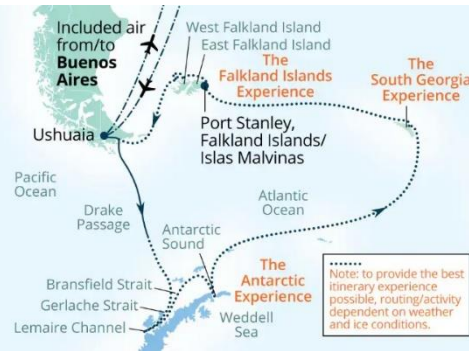 Included air
from/to
Buenos
Aires
West Falkland Island
East Falkland Island
The
Falkland Islands
Experience
The
South Georgia
Experience
Ushuaia
Port Stanley,
Falkland Islands/
Islas Malvinas
Pacific
Ocean
Drake
Passage
Atlantic
Ocean
Antarctic
Sound
Bransfield Strait
Gerlache Strait
Lemaire Channel
The
Antarctic
Experience
Weddell
Sea
Note: to provide the best
itinerary experience
possible, routing/activity
dependent on weather
and ice conditions.